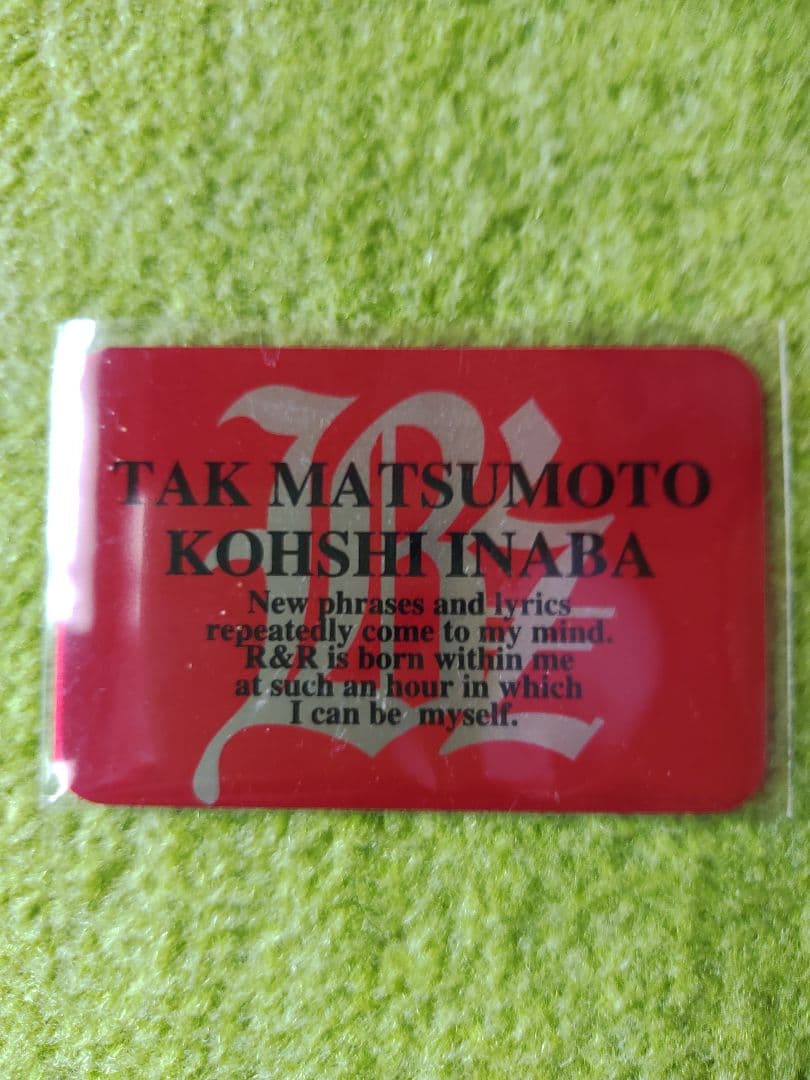 B'z
TAK MATSUMOTO
KOHSHI INABA
New phrases and lyrics
repeatedly come to my mind.
R&R is born within me
at such an hour in which
I can be myself.